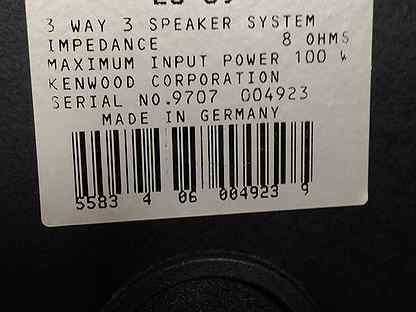 3 WAY 3 SPEAKER SYSTEM
IMPEDANCE 8 OHMS
MAXIMUM INPUT POWER 100 W
KENWOOD CORPORATION
SERIAL NO.9707 004923
MADE IN GERMANY
5583 4 06 004923 9